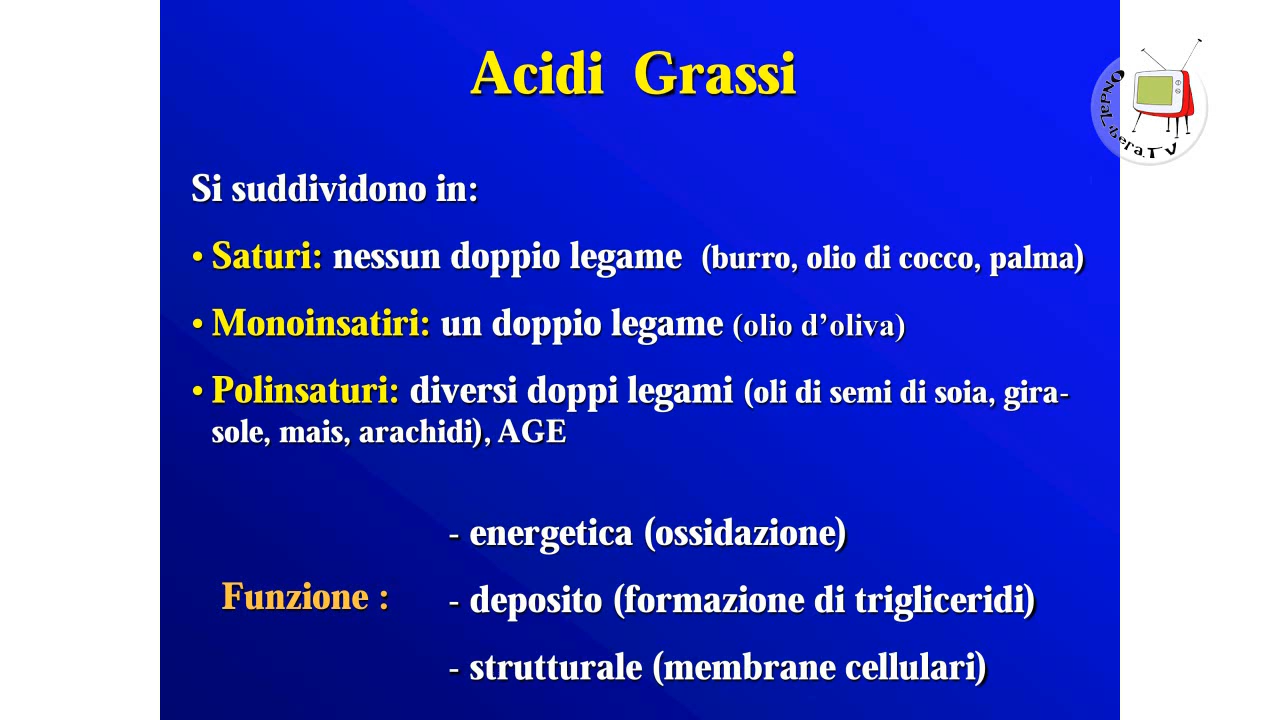 Acidi Grassi
OndaLibera.TV
Si suddividono in:
• Saturi: nessun doppio legame (burro, olio di cocco, palma)
• Monoinsatiri: un doppio legame (olio d’oliva)
• Polinsaturi: diversi doppi legami (oli di semi di soia, gira-
sole, mais, arachidi), AGE
- energetica (ossidazione)
Funzione :
- deposito (formazione di trigliceridi)
- strutturale (membrane cellulari)